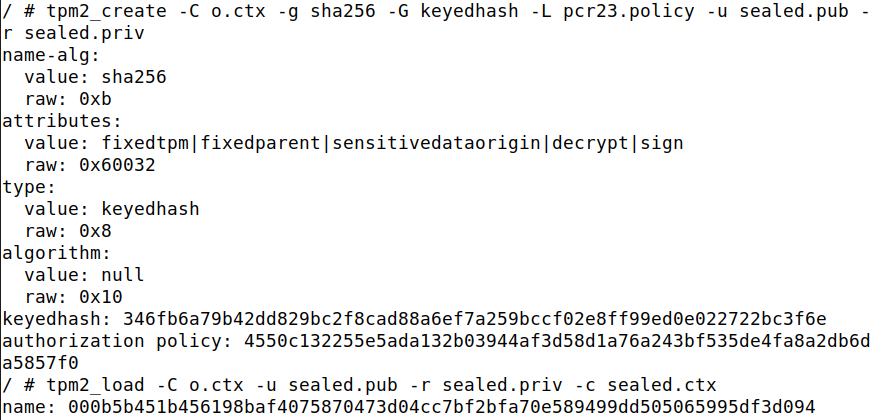 / # tpm2_create -C o.ctx -g sha256 -G keyedhash -L pcr23.policy -u sealed.pub -
r sealed.priv
name-alg:
  value: sha256
  raw: 0xb
attributes:
  value: fixedtpm|fixedparent|sensitivedataorigin|decrypt|sign
  raw: 0x60032
type:
  value: keyedhash
  raw: 0x8
algorithm:
  value: null
  raw: 0x10
keyedhash: 346fb6a79b42dd829bc2f8cad88a6ef7a259bccf02e8ff99ed0e022722bc3f6e
authorization policy: 4550c132255e5ada132b03944af3d58d1a76a243bf535de4fa8a2db6d
a5857f0
/ # tpm2_load -C o.ctx -u sealed.pub -r sealed.priv -c sealed.ctx
name: 000b5b451b456198baf4075870473d04cc7bf2bfa70e589499dd505065995df3d094